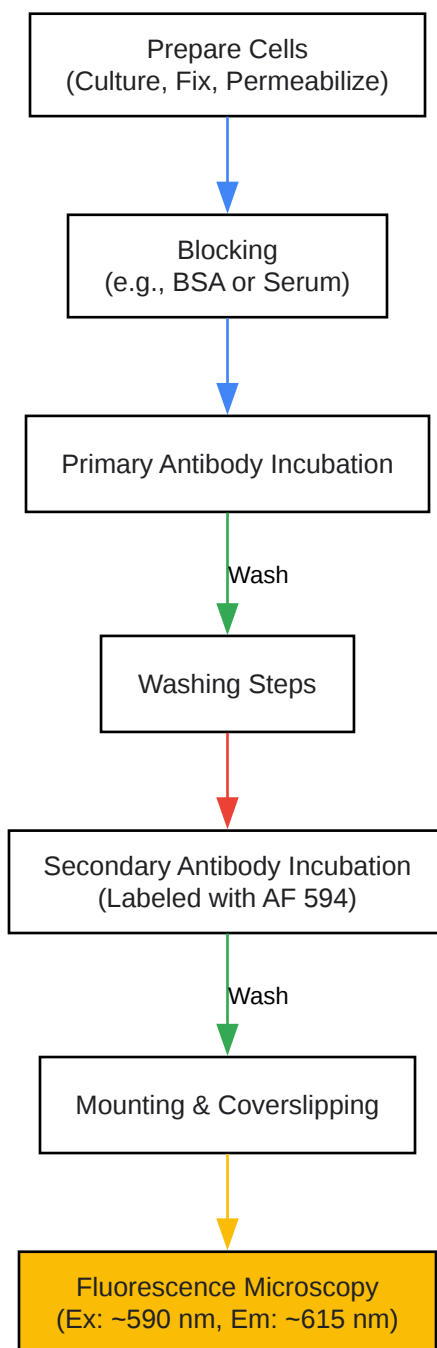 Prepare Cells
(Culture, Fix, Permeabilize)
Blocking
(e.g., BSA or Serum)
Primary Antibody Incubation
Wash
Washing Steps
Secondary Antibody Incubation
(Labeled with AF 594)
Wash
Mounting & Coverslipping
Fluorescence Microscopy
(Ex: ~590 nm, Em: ~615 nm)